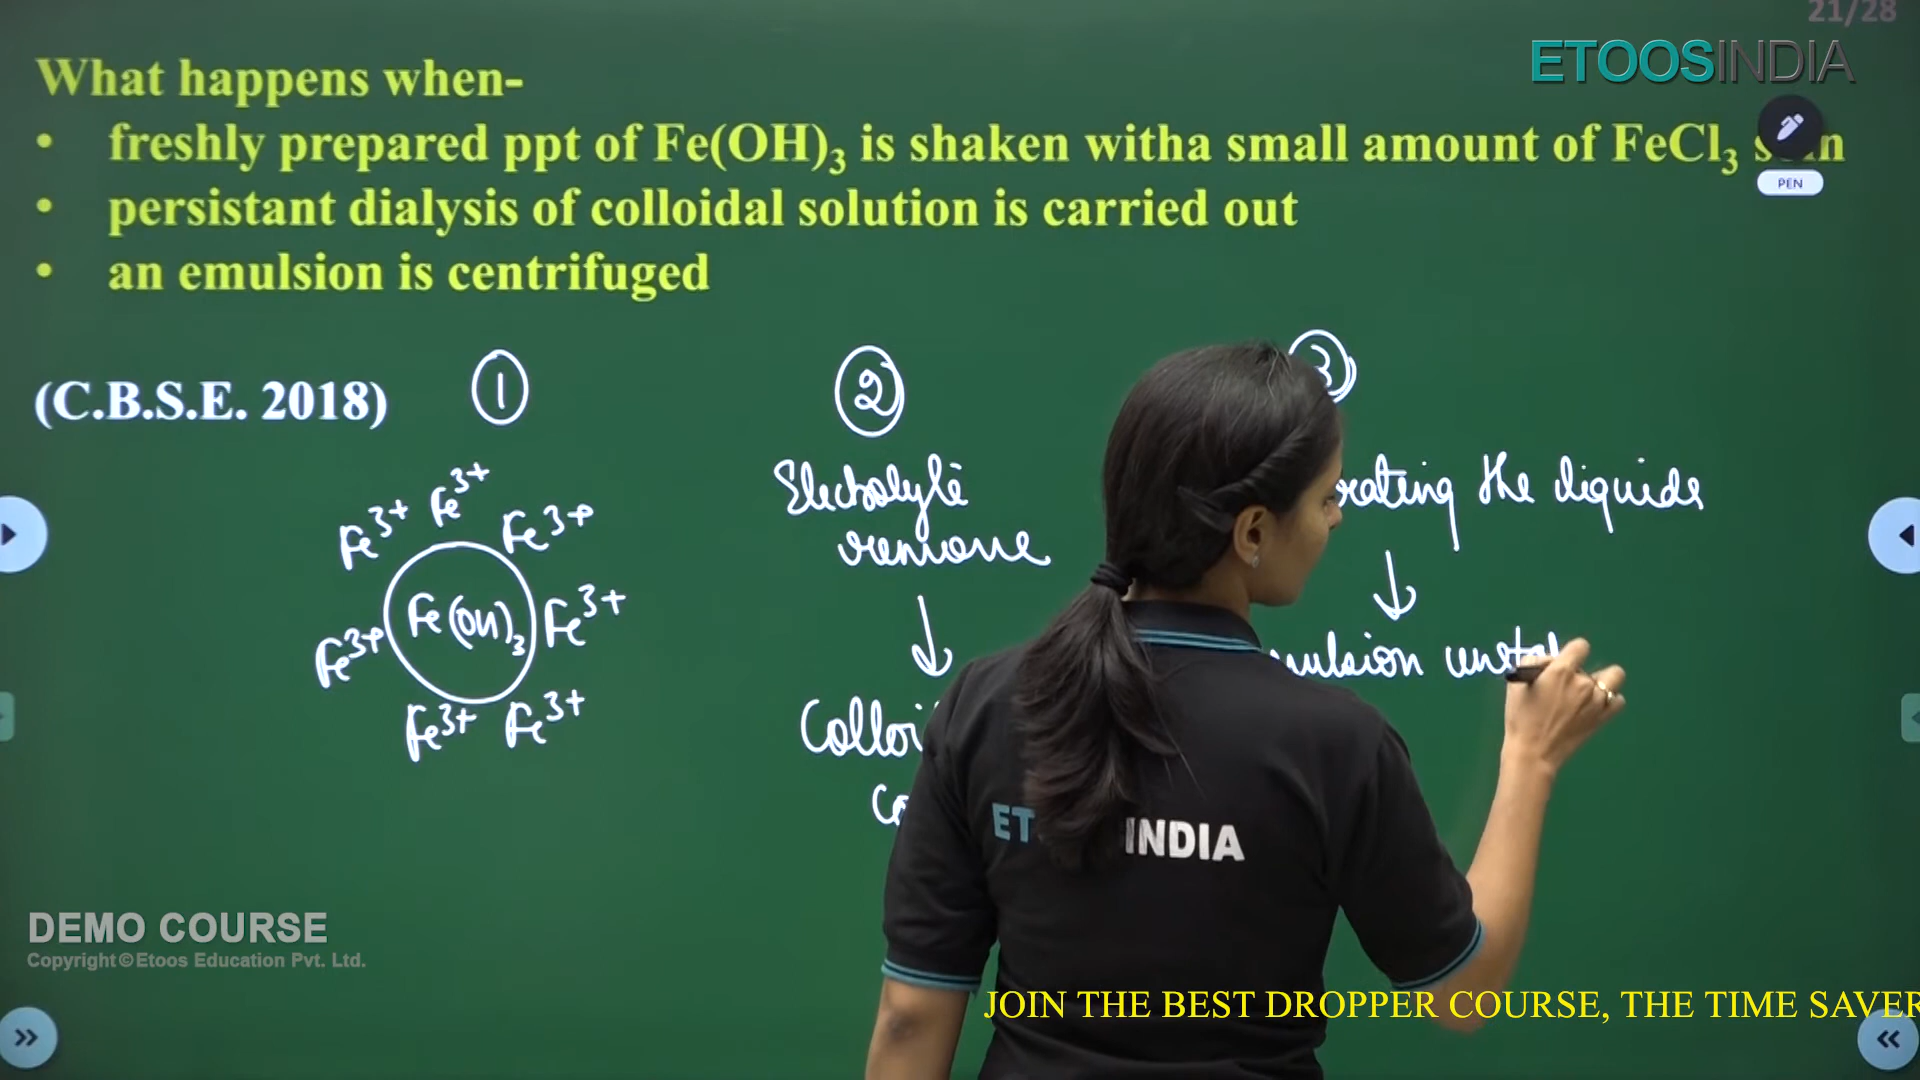 21/28
ETOOSINDIA
What happens when-
• freshly prepared ppt of Fe(OH)₃ is shaken witha small amount of FeCl₃
PEN
• persistant dialysis of colloidal solution is carried out
• an emulsion is centrifuged
(C.B.S.E. 2018)
1
2
3
Fe³⁺ Fe³⁺ Fe³⁺
Fe³⁺ Fe(OH)₃ Fe³⁺
Fe³⁺ Fe³⁺
Electrolyte
remove
↓
the liquids
↓
unstab
INDIA
DEMO COURSE
Copyright © Etoos Education Pvt. Ltd.
JOIN THE BEST DROPPER COURSE, THE TIME SAVER